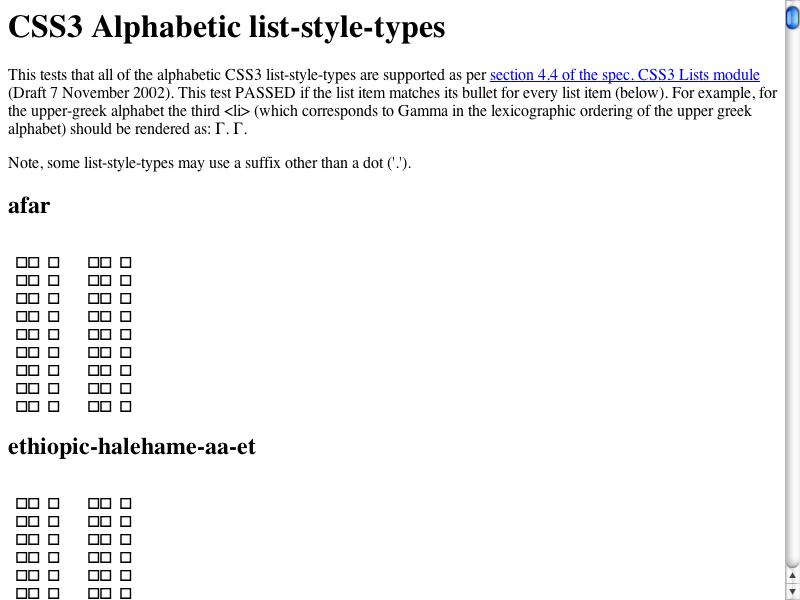 CSS3 Alphabetic list-style-types
This tests that all of the alphabetic CSS3 list-style-types are supported as per section 4.4 of the spec. CSS3 Lists module
(Draft 7 November 2002). This test PASSED if the list item matches its bullet for every list item (below). For example, for
the upper-greek alphabet the third <li> (which corresponds to Gamma in the lexicographic ordering of the upper greek
alphabet) should be rendered as: Γ. Γ.
Note, some list-style-types may use a suffix other than a dot ('.').
afar
ethiopic-halehame-aa-et